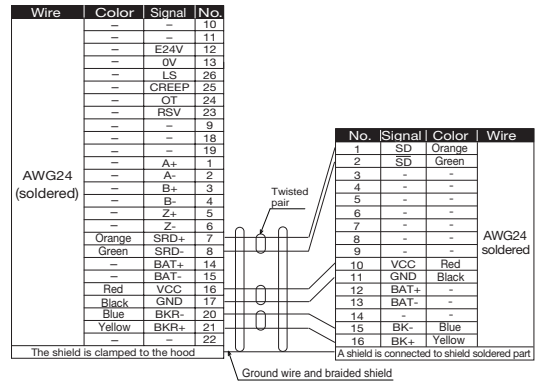 Wire Color Signal No.
– – 10
– – 11
– E24V 12
– 0V 13
– LS 26
– CREEP 25
– OT 24
– RSV 23
– – 9
– – 18
– – 19
– A+ 1
– A- 2
– B+ 3
– B- 4
– Z+ 5
– Z- 6
Orange SRD+ 7
Green SRD- 8
– BAT+ 14
– BAT- 15
Red VCC 16
Black GND 17
Blue BKR- 20
Yellow BKR+ 21
– – 22
AWG24
(soldered)
The shield is clamped to the hood
Twisted
pair
No. Signal Color Wire
1 SD Orange
2 S̅D̅ Green
3 - -
4 - -
5 - -
6 - -
7 - -
8 - -
9 - -
10 VCC Red
11 GND Black
12 BAT+ -
13 BAT- -
14 - -
15 BK- Blue
16 BK+ Yellow
AWG24
soldered
A shield is connected to shield soldered part
Ground wire and braided shield